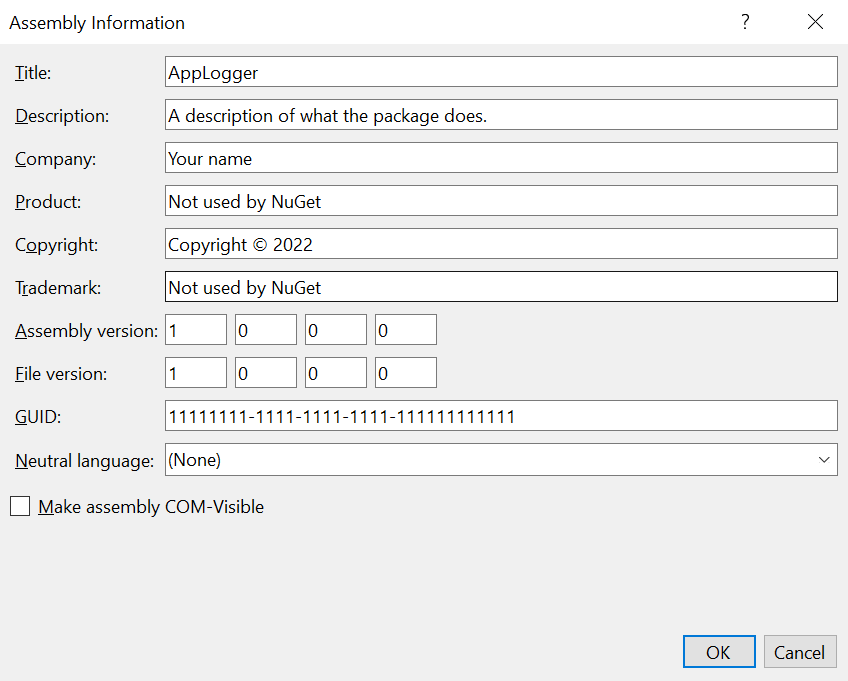 Assembly Information ?
Title: AppLogger
Description: A description of what the package does.
Company: Your name
Product: Not used by NuGet
Copyright: Copyright © 2022
Trademark: Not used by NuGet
Assembly version: 1 0 0 0
File version: 1 0 0 0
GUID: 11111111-1111-1111-1111-111111111111
Neutral language: (None)
Make assembly COM-Visible
OK Cancel